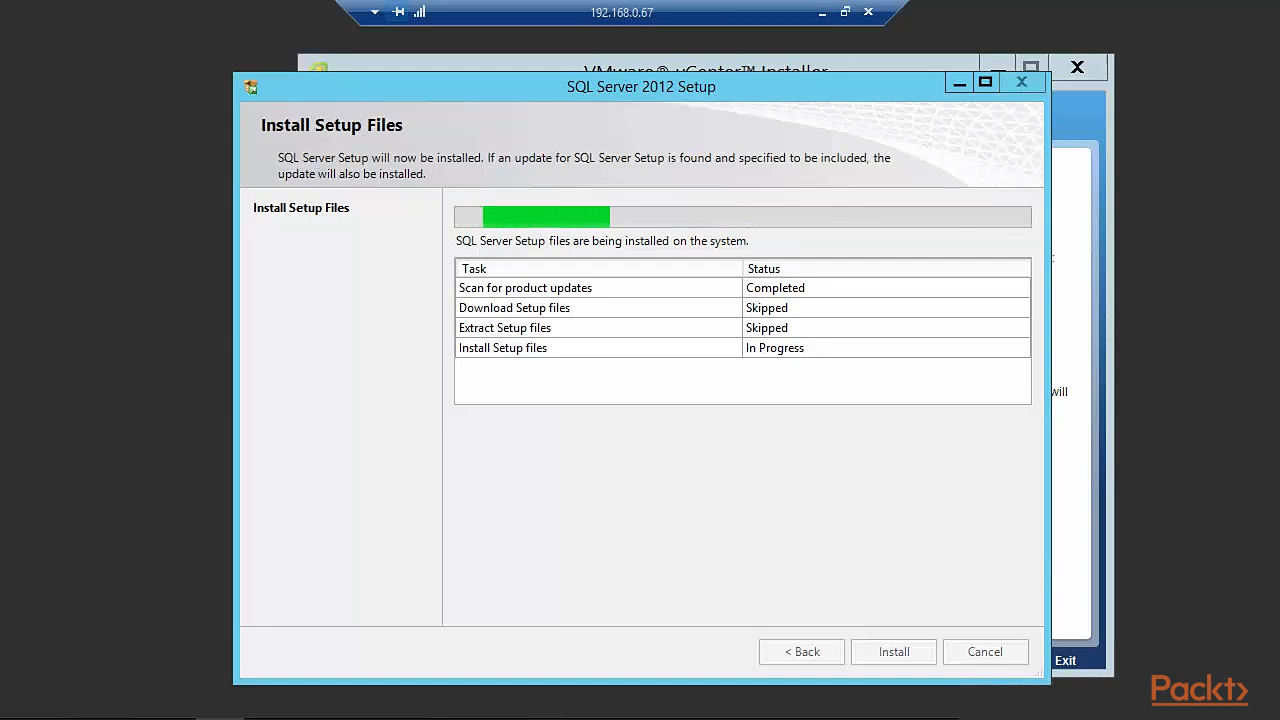 192.168.0.67
VMware® vCenter™ Installer
SQL Server 2012 Setup
Install Setup Files
SQL Server Setup will now be installed. If an update for SQL Server Setup is found and specified to be included, the
update will also be installed.
Install Setup Files
SQL Server Setup files are being installed on the system.
Task Status
Scan for product updates Completed
Download Setup files Skipped
Extract Setup files Skipped
Install Setup files In Progress
:
will
< Back Install Cancel
Exit
Packt>